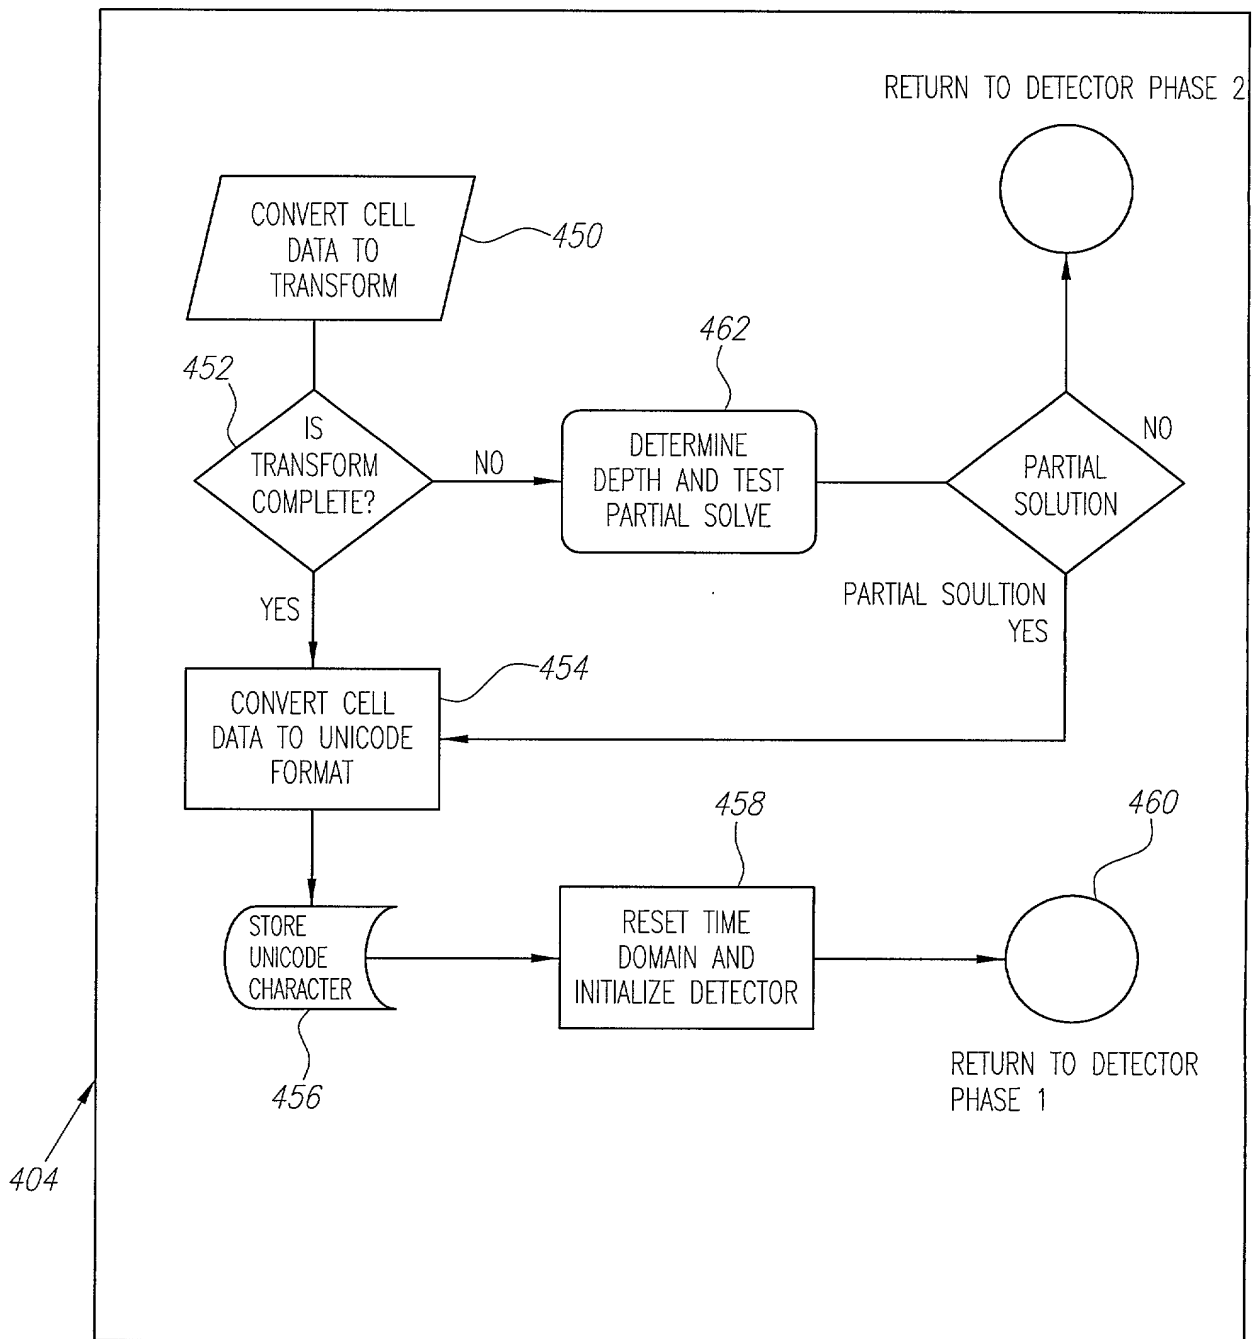 RETURN TO DETECTOR PHASE 2
CONVERT CELL
DATA TO
TRANSFORM
450
452
IS
TRANSFORM
COMPLETE?
NO
462
DETERMINE
DEPTH AND TEST
PARTIAL SOLVE
NO
PARTIAL
SOLUTION
YES
PARTIAL SOULTION
YES
454
CONVERT CELL
DATA TO UNICODE
FORMAT
STORE
UNICODE
CHARACTER
456
458
RESET TIME
DOMAIN AND
INITIALIZE DETECTOR
460
RETURN TO DETECTOR
PHASE 1
404